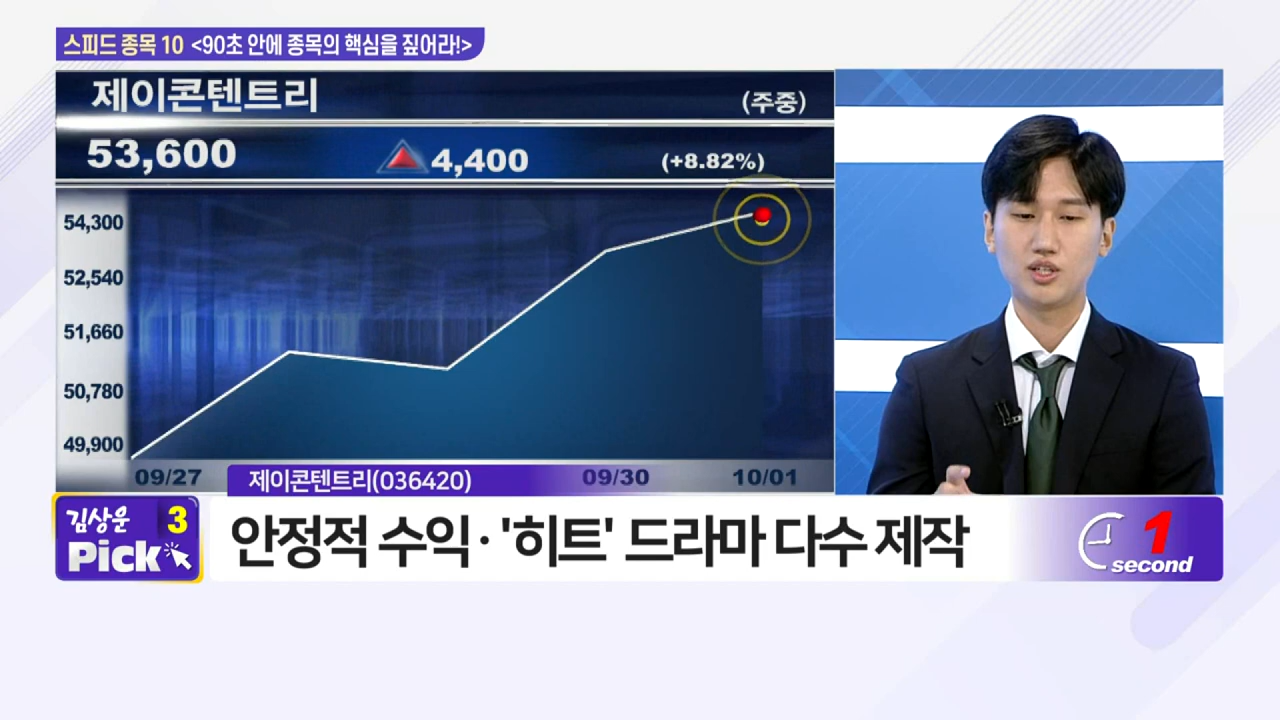 스피드 종목 10 <90초 안에 종목의 핵심을 짚어라!>
제이콘텐트리
(주중)
53,600 ▲ 4,400 (+8.82%)
54,300
52,540
51,660
50,780
49,900
09/27 09/30 10/01
제이콘텐트리(036420)
김상운 3
Pick
안정적 수익·'히트' 드라마 다수 제작
1
second